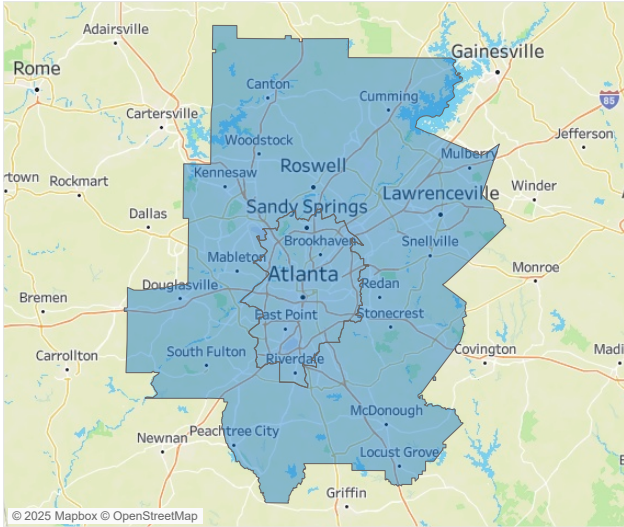 Adairsville
Gainesville
Rome
Canton
Cumming
85
Cartersville
Jefferson
Woodstock
Mulberry
Roswell
Kennesaw
rtown
Rockmart
Lawrenceville
Winder
Sandy Springs
Dallas
Brookhaven
Snellville
Mableton
Atlanta
Monroe
Douglasville
Redan
Bremen
East Point
Stonecrest
South Fulton
Riverdale
Carrollton
Covington
Madi
McDonough
Peachtree City
Newnan
Locust Grove
Griffin
© 2025 Mapbox © OpenStreetMap